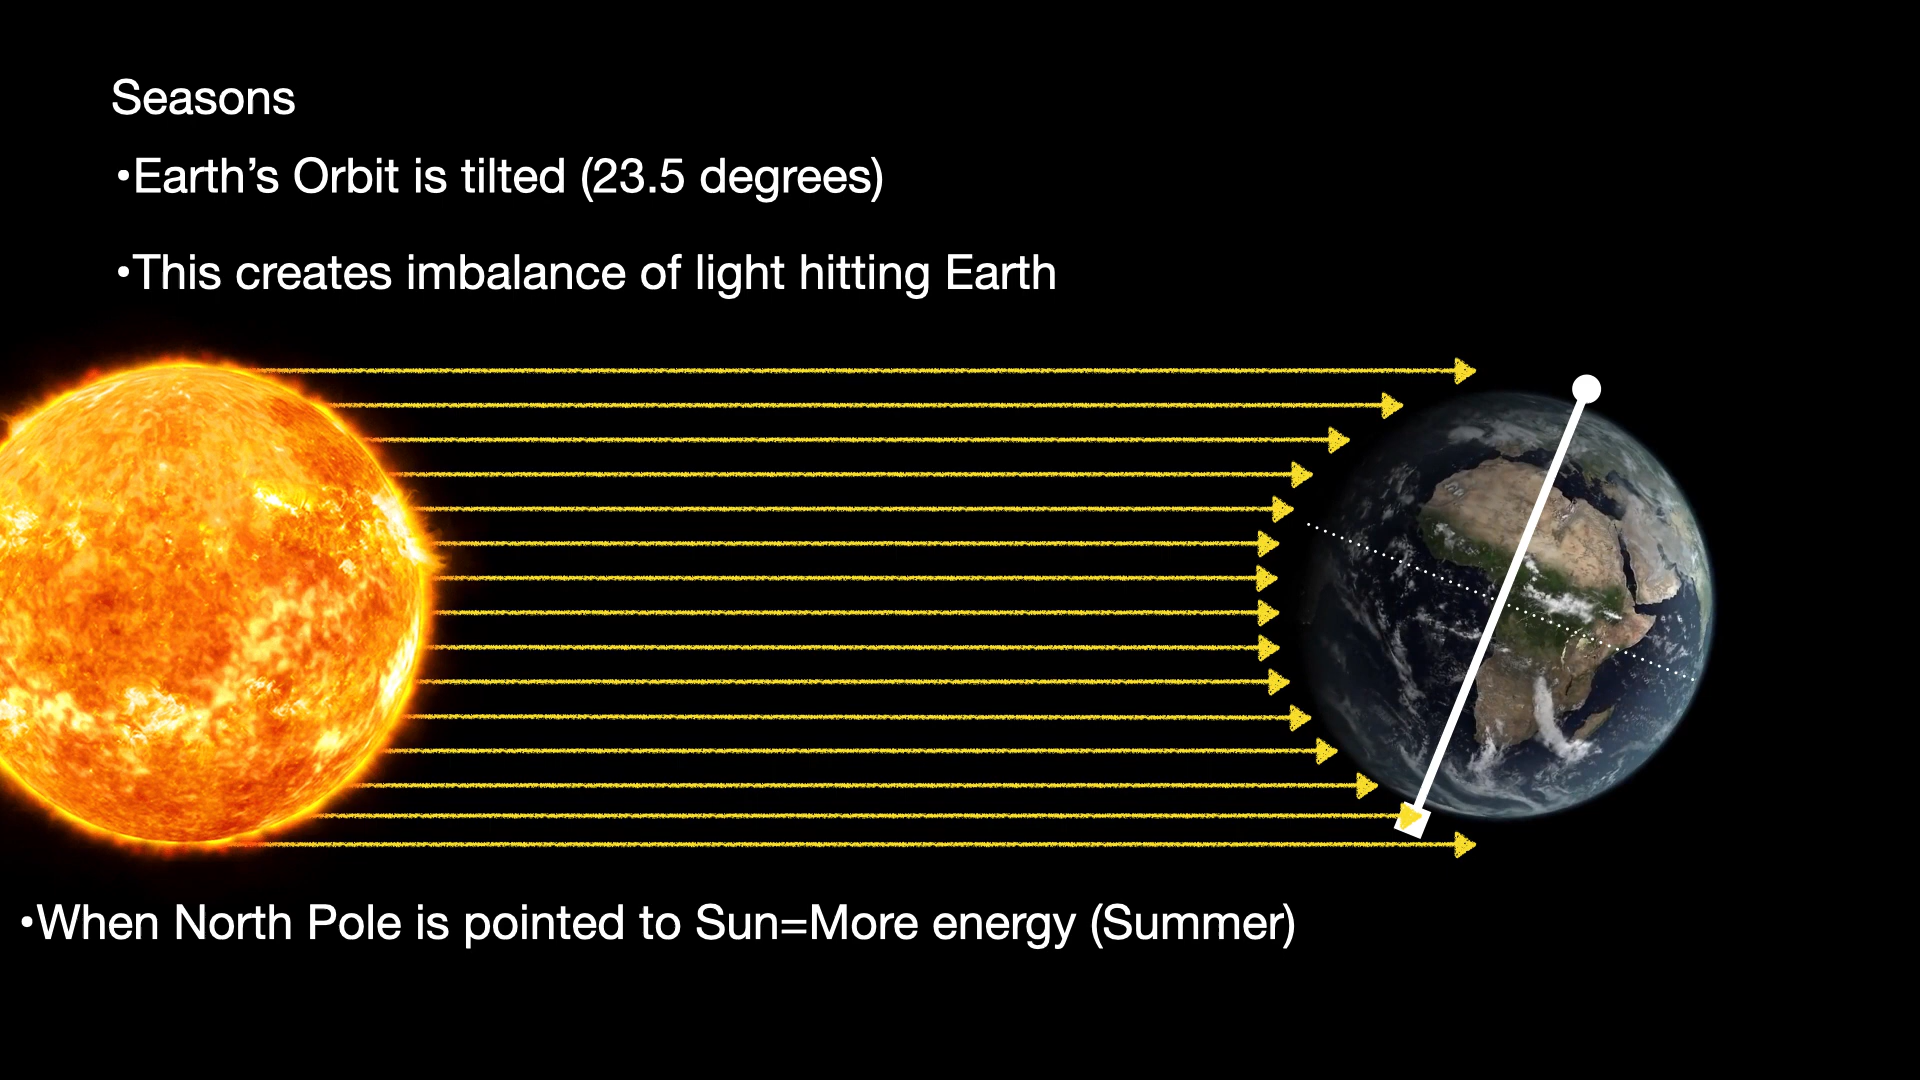 Seasons
•Earth’s Orbit is tilted (23.5 degrees)
•This creates imbalance of light hitting Earth
•When North Pole is pointed to Sun=More energy (Summer)